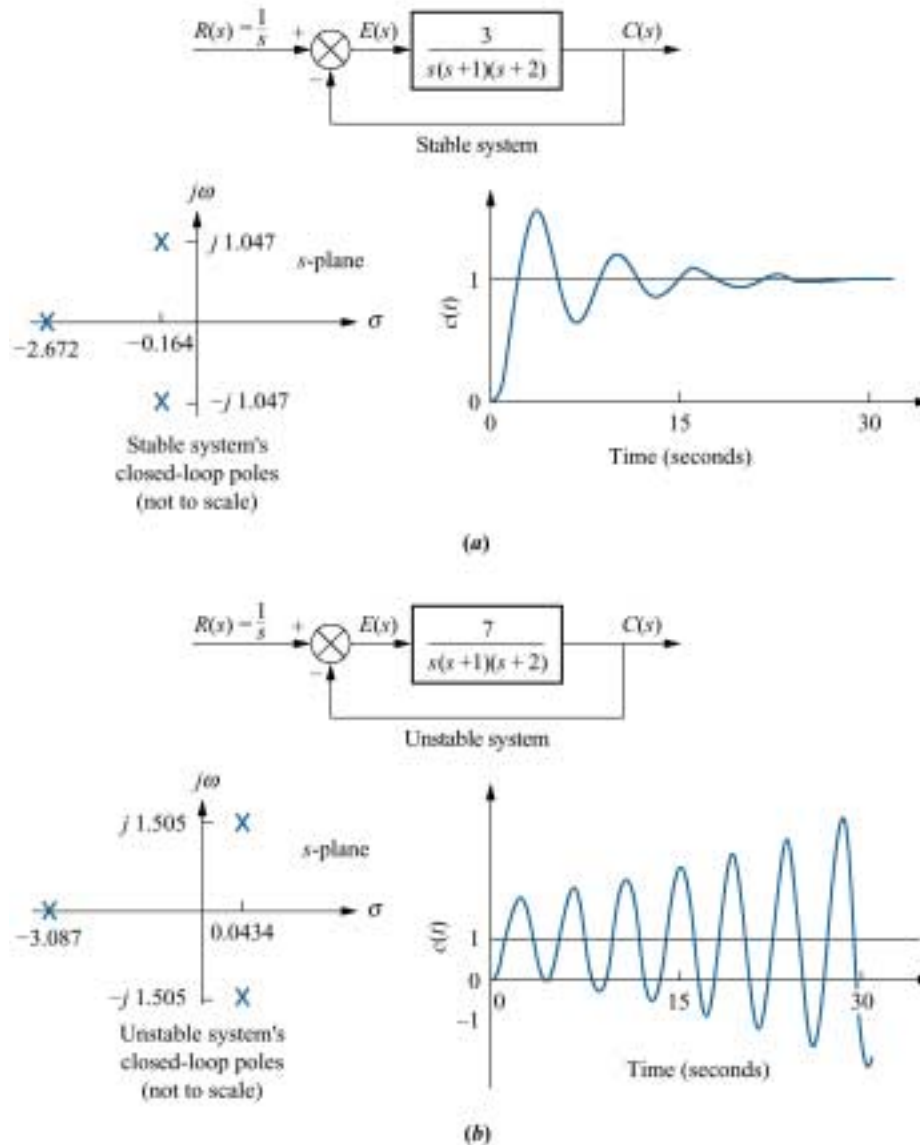 R(s) = 1/s
+
−
E(s)
3
s(s+1)(s+2)
C(s)
Stable system
jω
j 1.047
s-plane
σ
−2.672
−0.164
−j 1.047
Stable system's
closed-loop poles
(not to scale)
c(t)
1
0
0
15
30
Time (seconds)
(a)
R(s) = 1/s
+
−
E(s)
7
s(s+1)(s+2)
C(s)
Unstable system
jω
j 1.505
s-plane
σ
−3.087
0.0434
−j 1.505
Unstable system's
closed-loop poles
(not to scale)
c(t)
1
0
−1
0
15
30
Time (seconds)
(b)